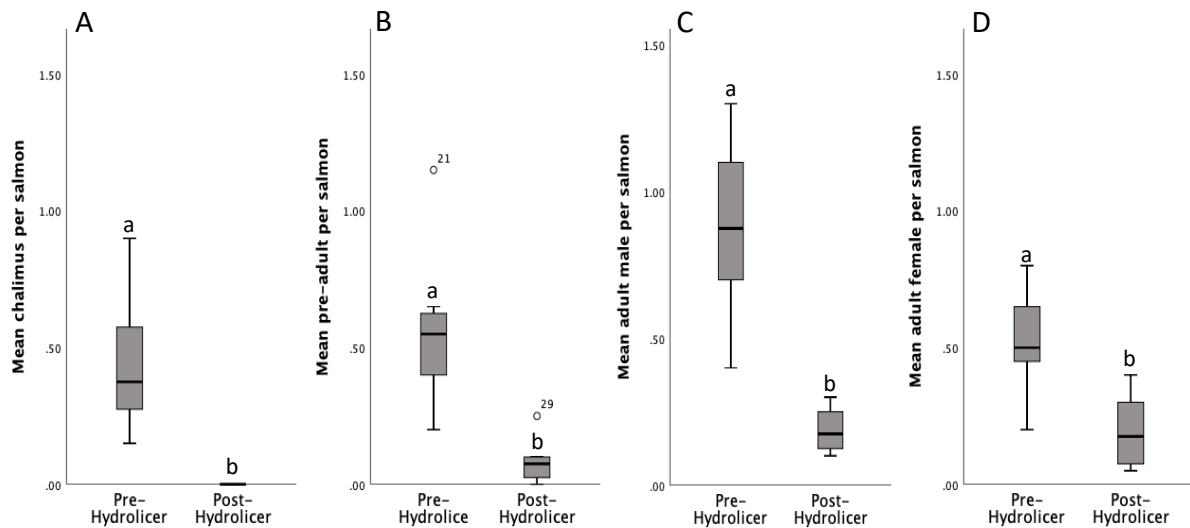 A
Mean chalimus per salmon
1.50
1.00
.50
.00
a
b
Pre-
Hydrolicer
Post-
Hydrolicer
B
Mean pre-adult per salmon
1.50
1.00
.50
.00
21
a
29
b
Pre-
Hydrolice
Post-
Hydrolicer
C
Mean adult male per salmon
1.50
1.00
.50
.00
a
b
Pre-
Hydrolicer
Post-
Hydrolicer
D
Mean adult female per salmon
1.50
1.00
.50
.00
a
b
Pre-
Hydrolicer
Post-
Hydrolicer